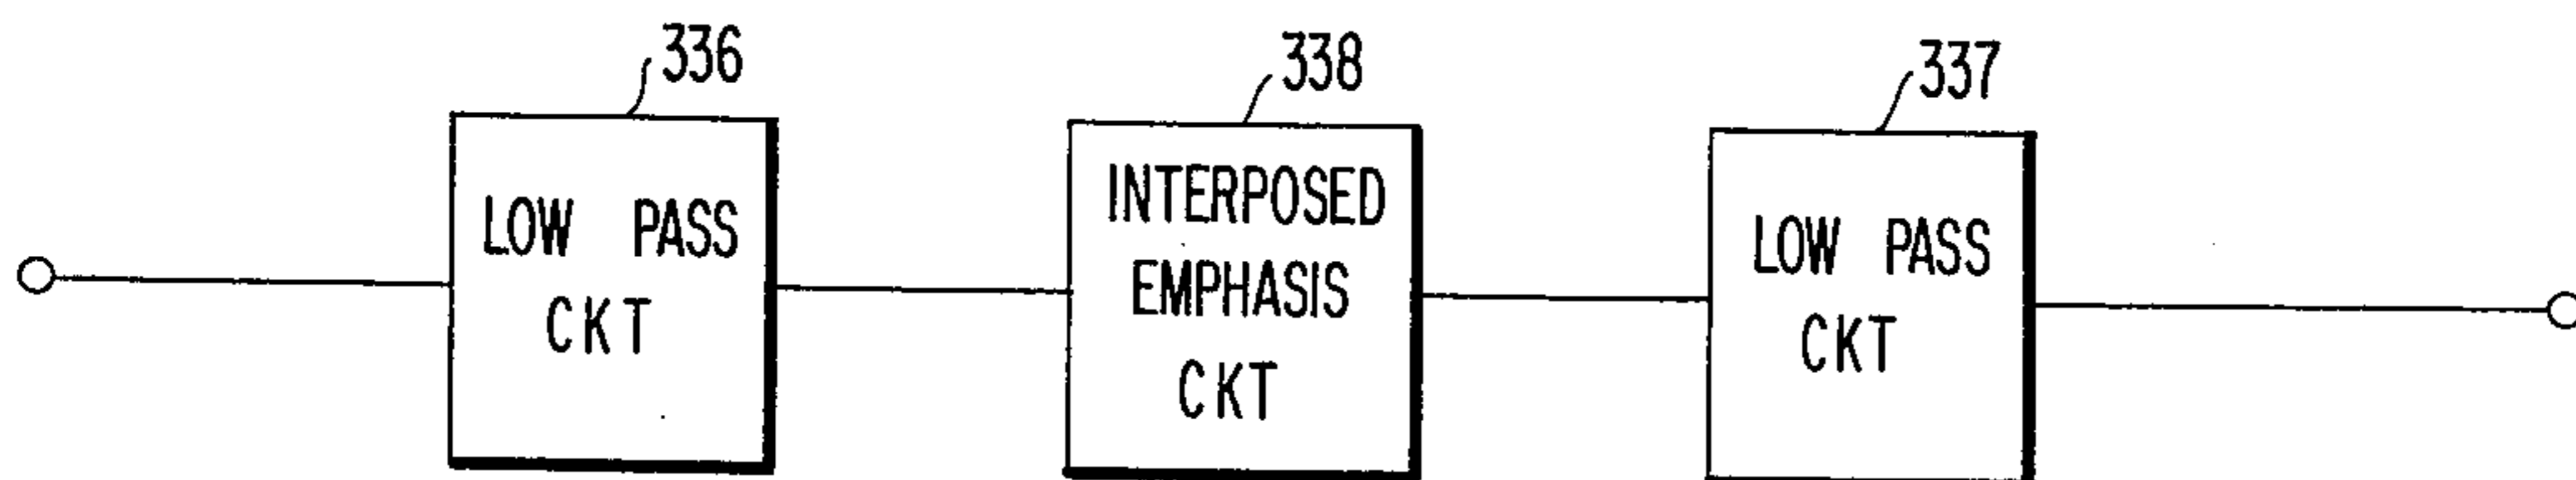 336
LOW PASS
CKT
338
INTERPOSED
EMPHASIS
CKT
337
LOW PASS
CKT